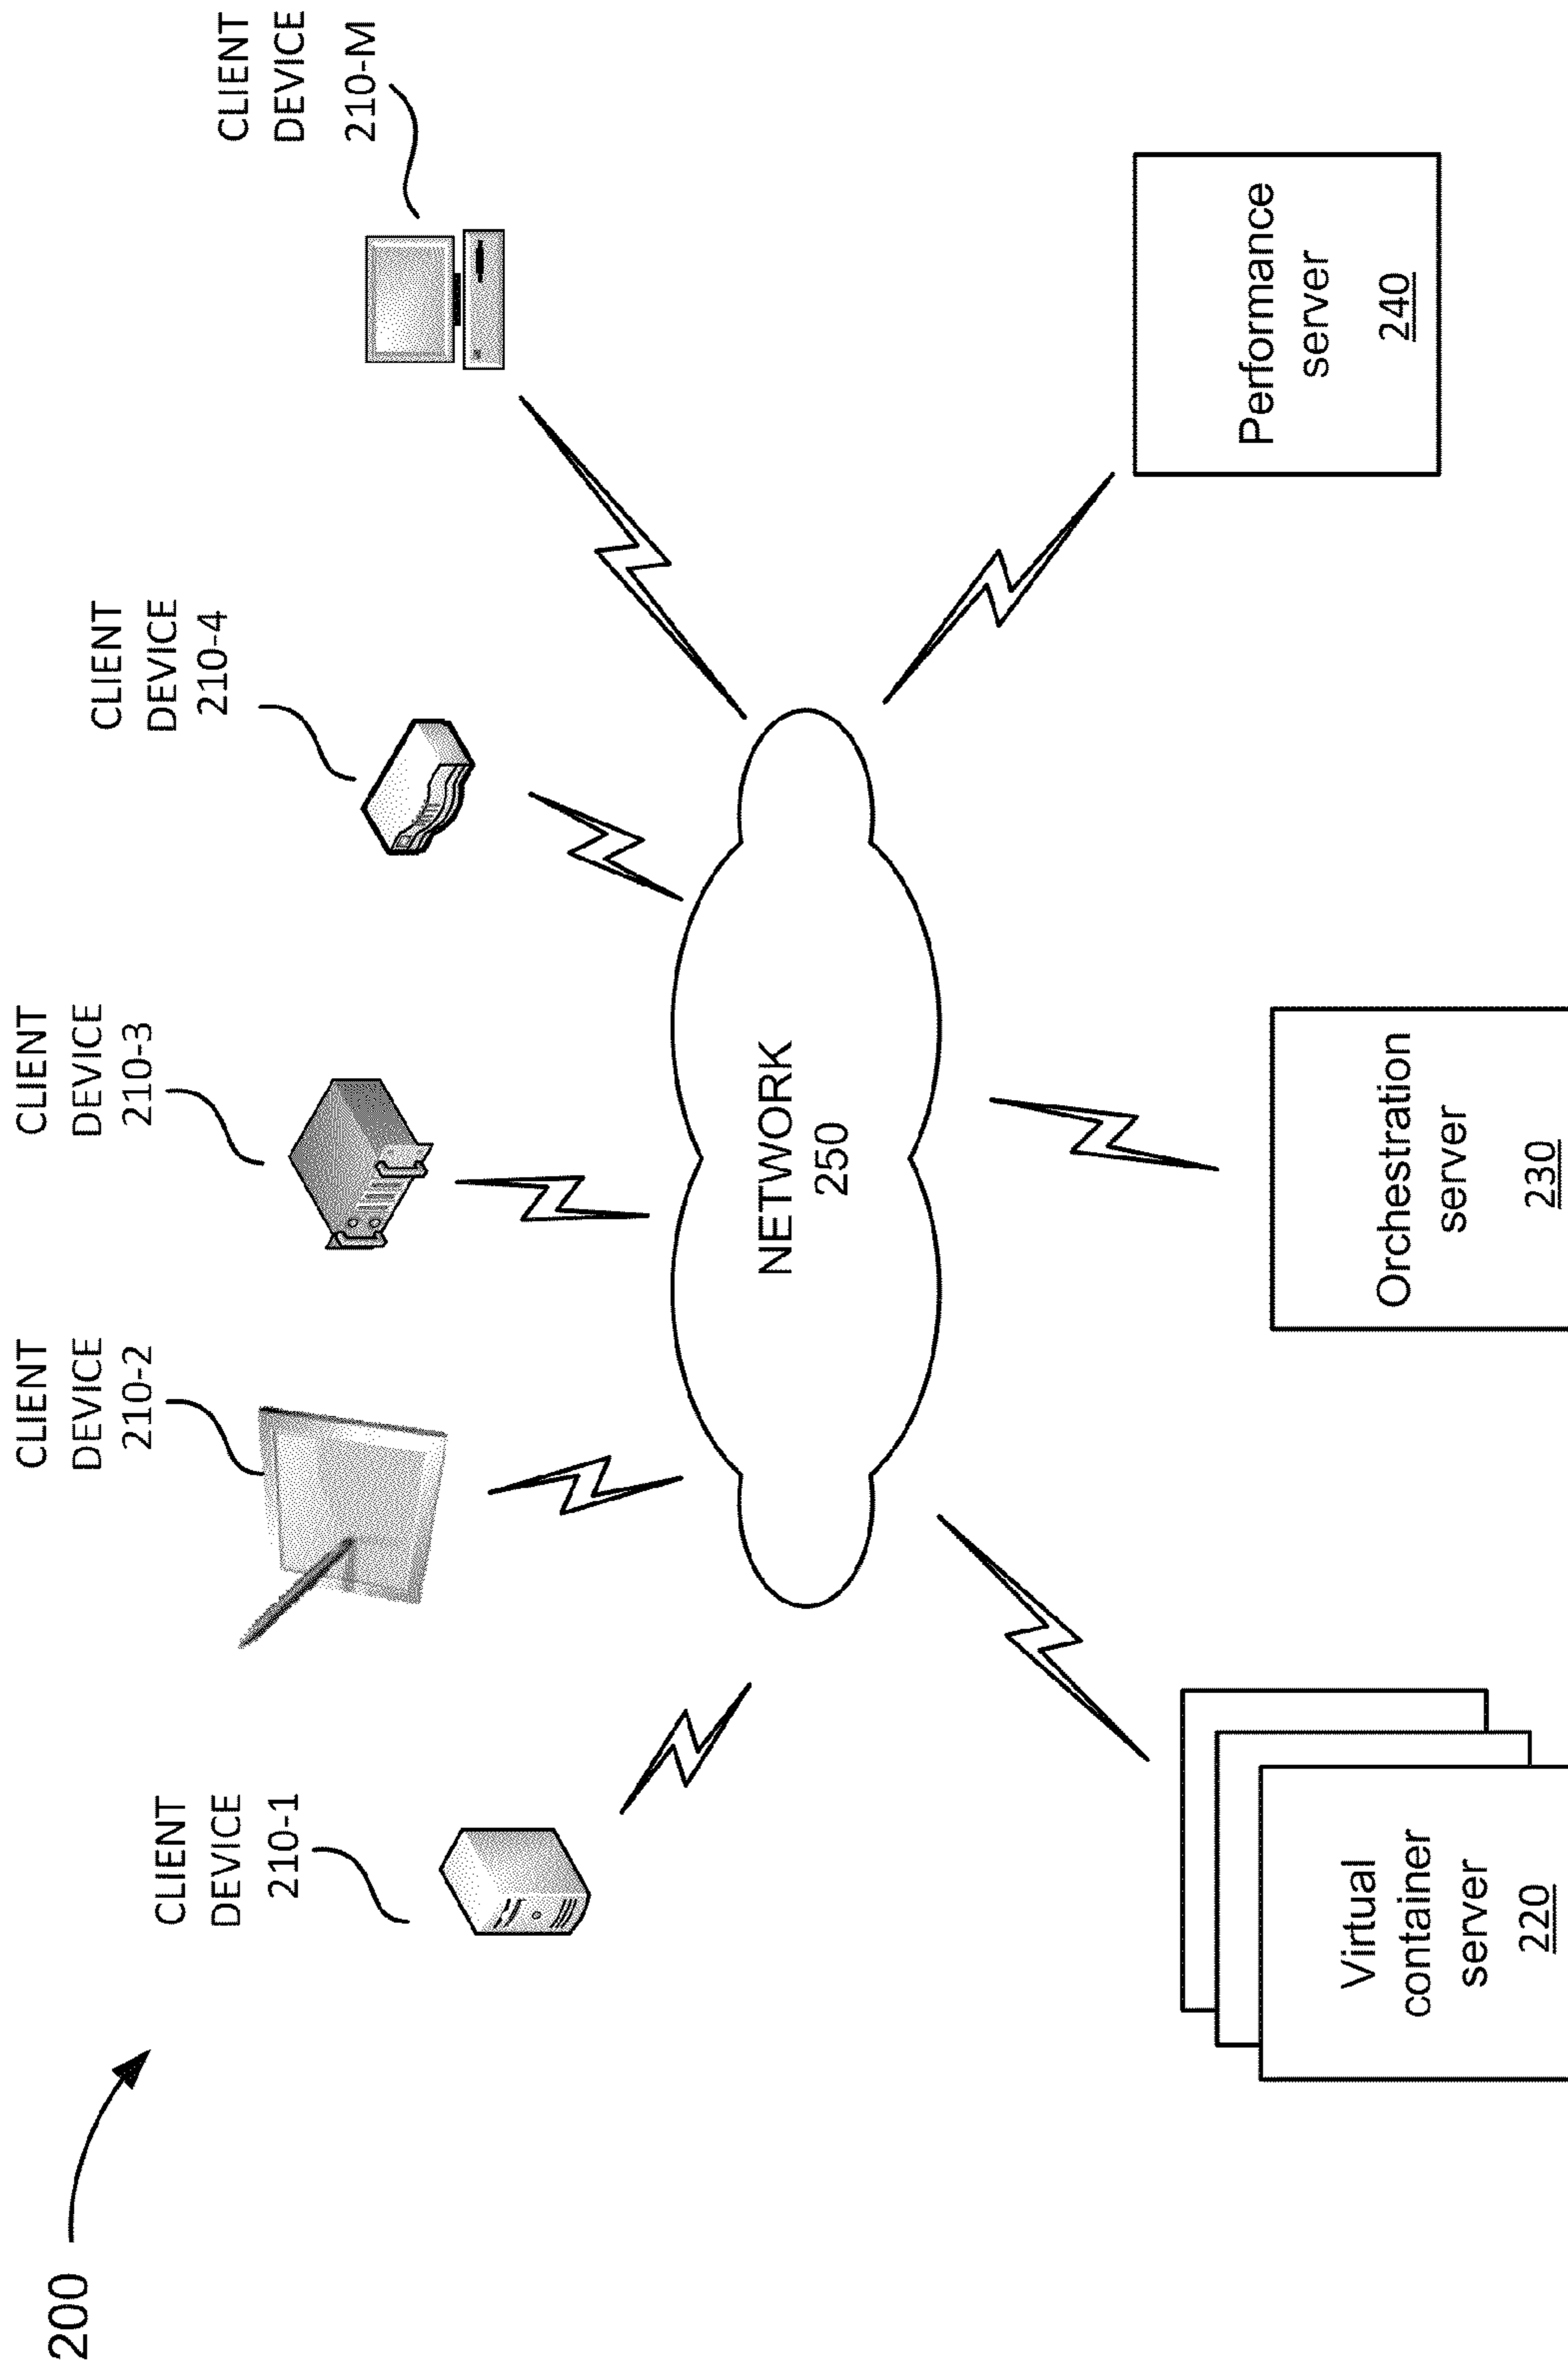 200
CLIENT
DEVICE
210-1
CLIENT
DEVICE
210-2
CLIENT
DEVICE
210-3
CLIENT
DEVICE
210-4
CLIENT
DEVICE
210-M
NETWORK
250
Virtual
container
server
220
Orchestration
server
230
Performance
server
240